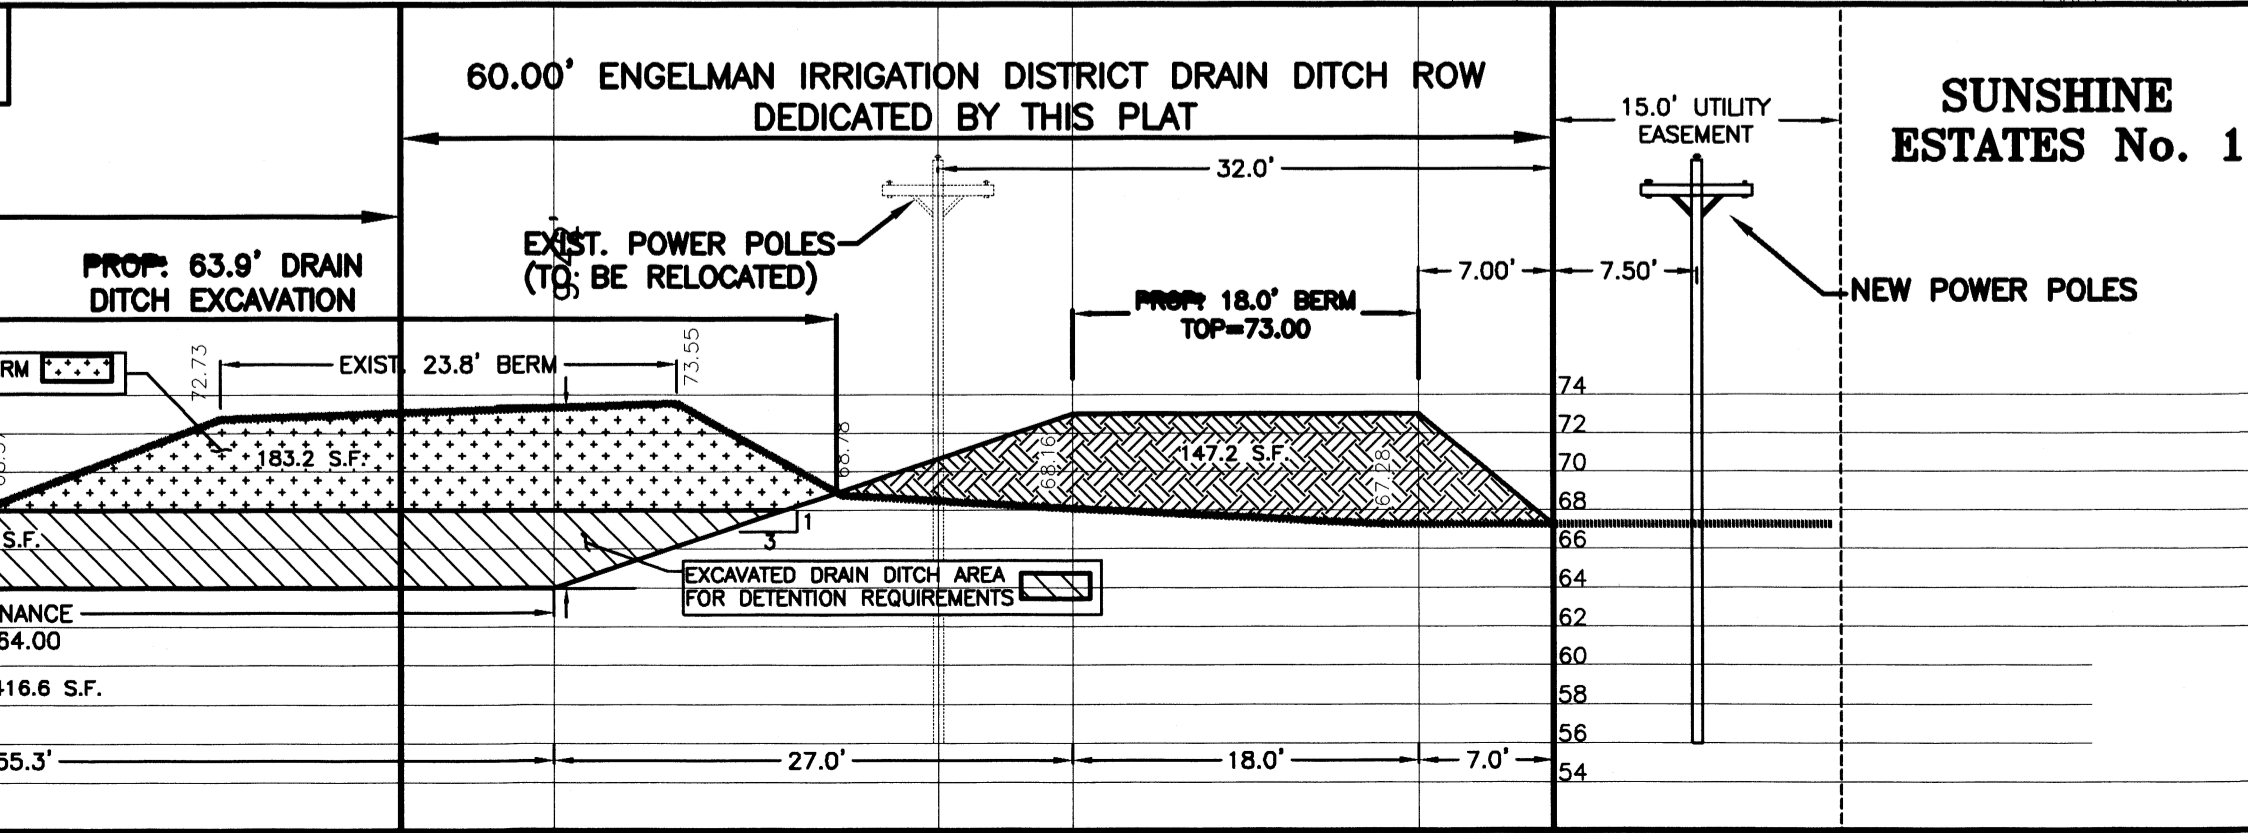 60.00' ENGELMAN IRRIGATION DISTRICT DRAIN DITCH ROW
DEDICATED BY THIS PLAT
15.0' UTILITY
EASEMENT
SUNSHINE
ESTATES No. 1
32.0'
EXIST. POWER POLES
(TO BE RELOCATED)
PROP. 63.9' DRAIN
DITCH EXCAVATION
7.00'
7.50'
NEW POWER POLES
PROP. 18.0' BERM
TOP=73.00
72.73
EXIST. 23.8' BERM
73.55
RM
68.78
183.2 S.F.
68.16
147.2 S.F.
67.28
74
72
70
68
66
64
62
60
58
56
54
S.F.
1
3
EXCAVATED DRAIN DITCH AREA
FOR DETENTION REQUIREMENTS
NANCE
64.00
416.6 S.F.
55.3'
27.0'
18.0'
7.0'